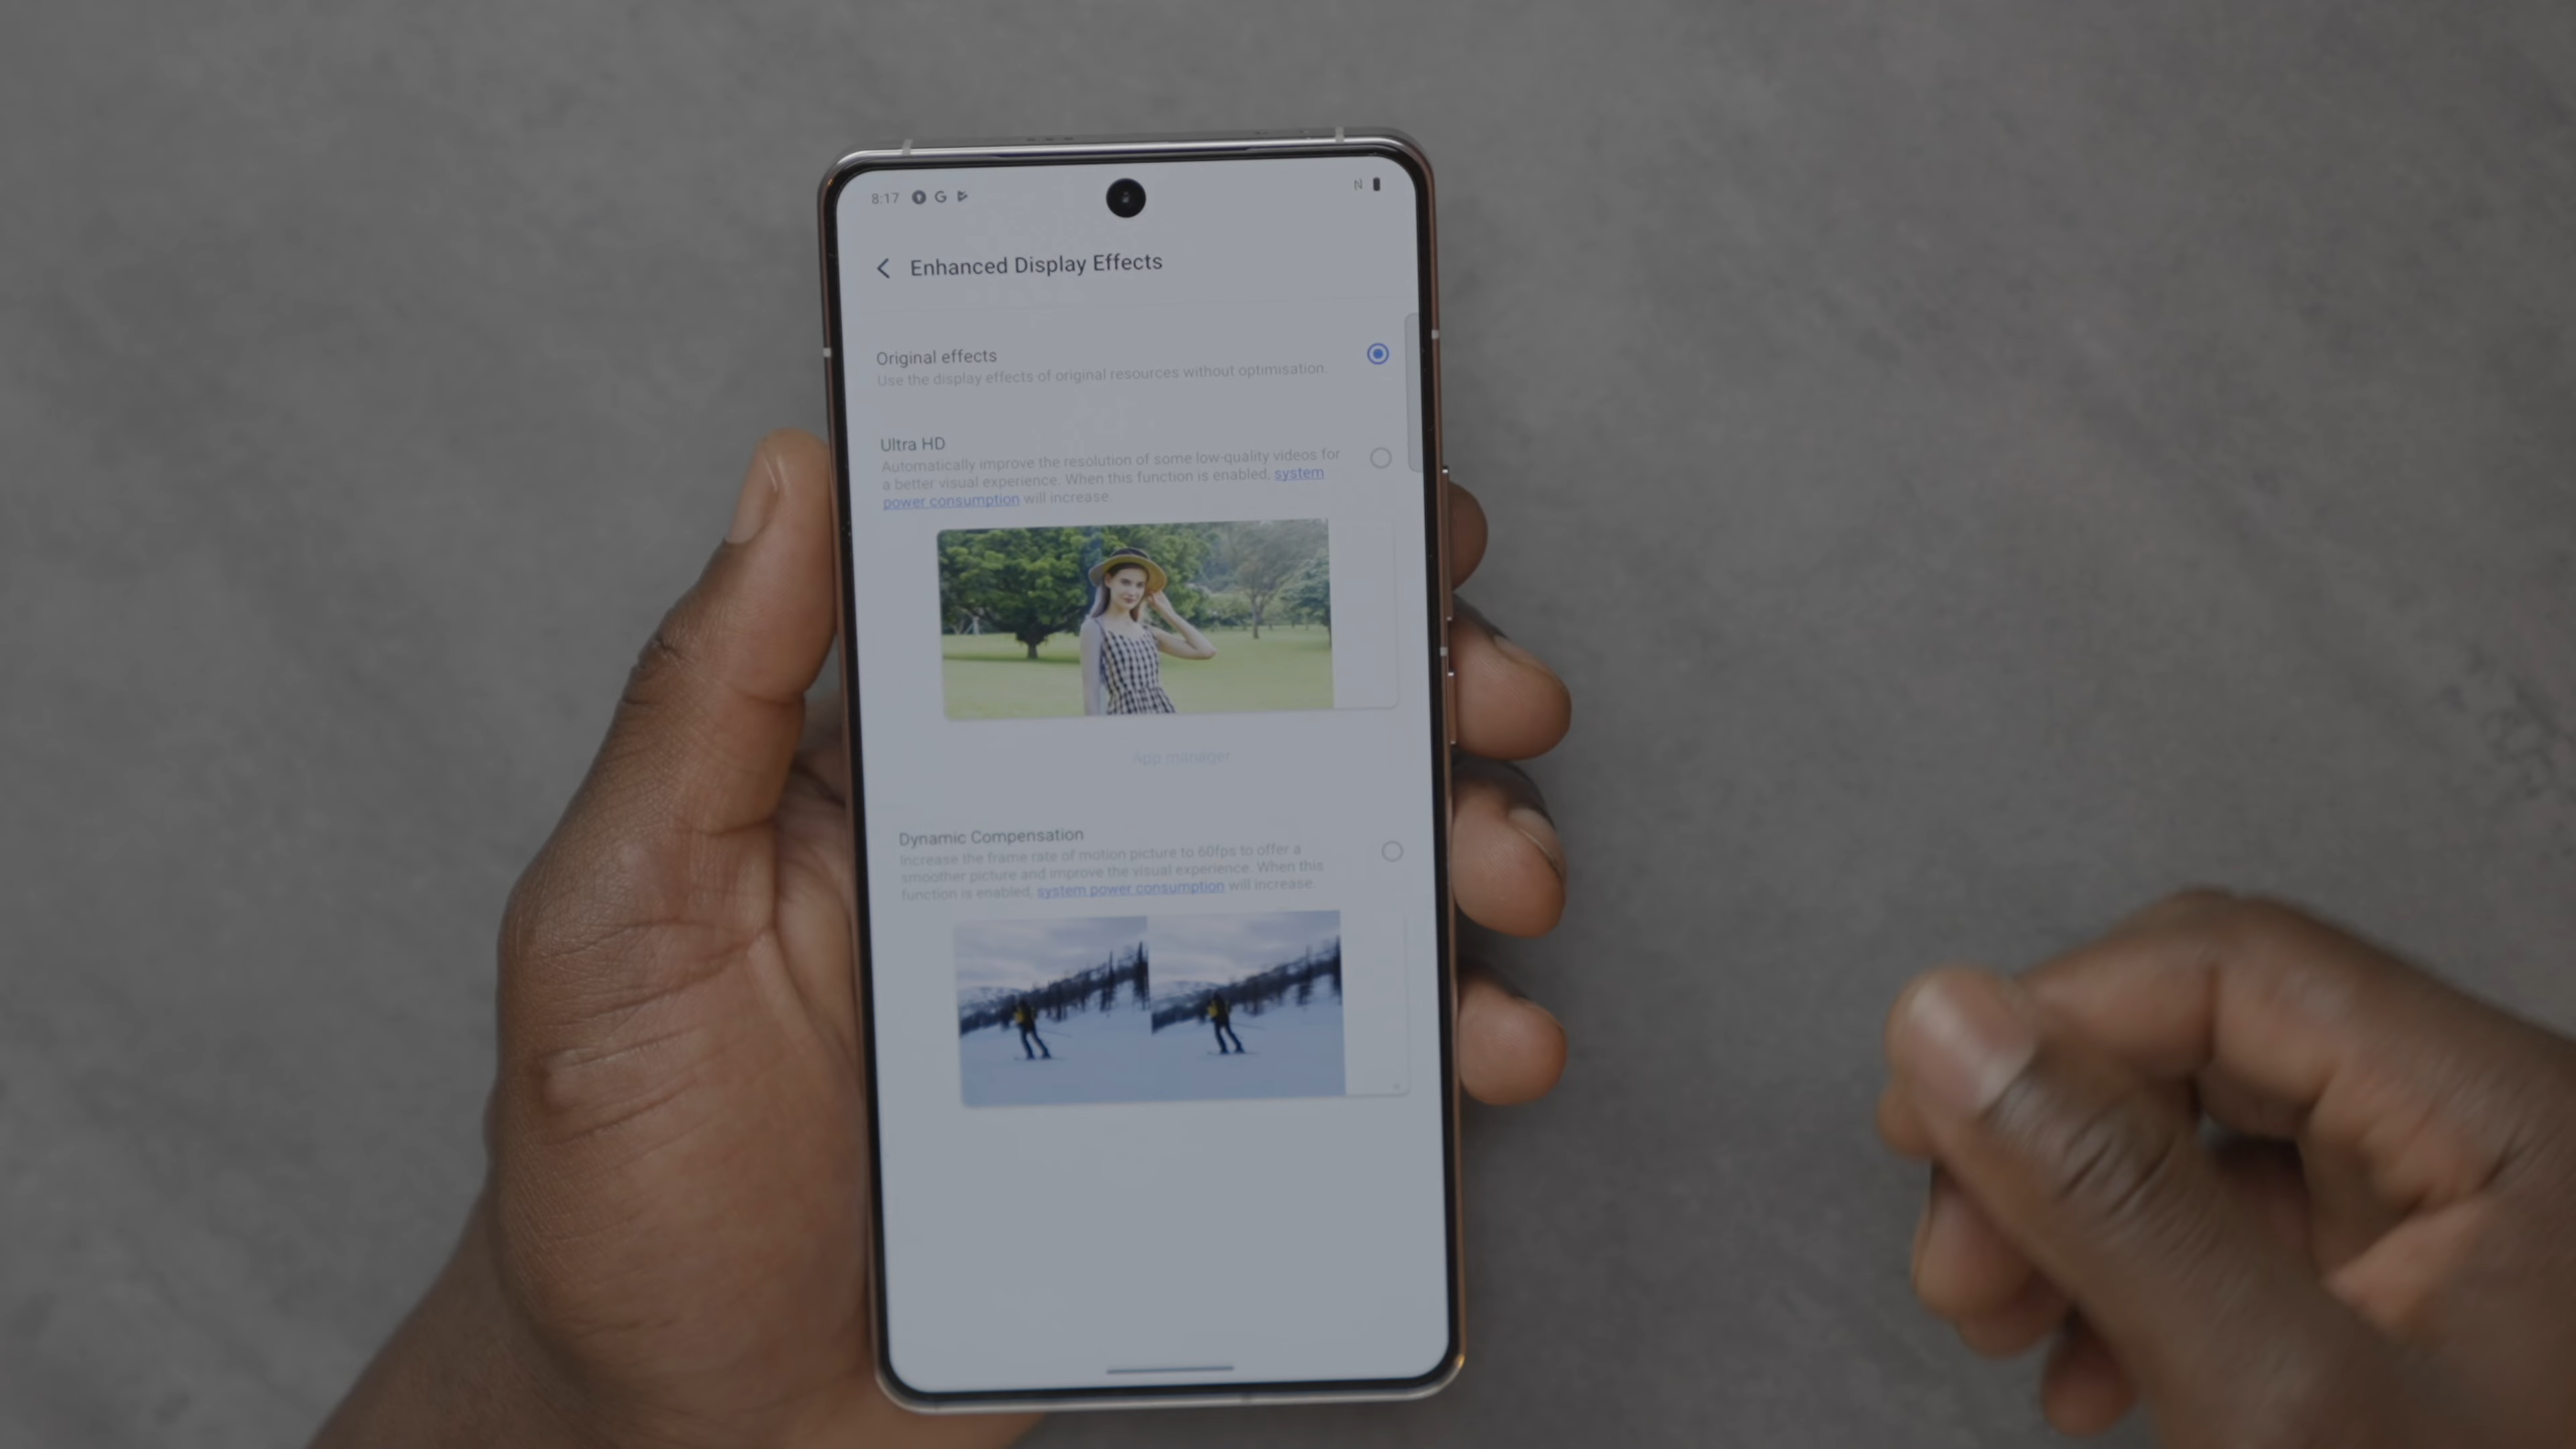 8:17 G N
Enhanced Display Effects
Original effects
Use the display effects of original resources without optimisation.
Ultra HD
Automatically improve the resolution of some low-quality videos for
a better visual experience. When this function is enabled, system
power consumption will increase.
App manager
Dynamic Compensation
Increase the frame rate of motion picture to 60fps to offer a
smoother picture and improve the visual experience. When this
function is enabled, system power consumption will increase.